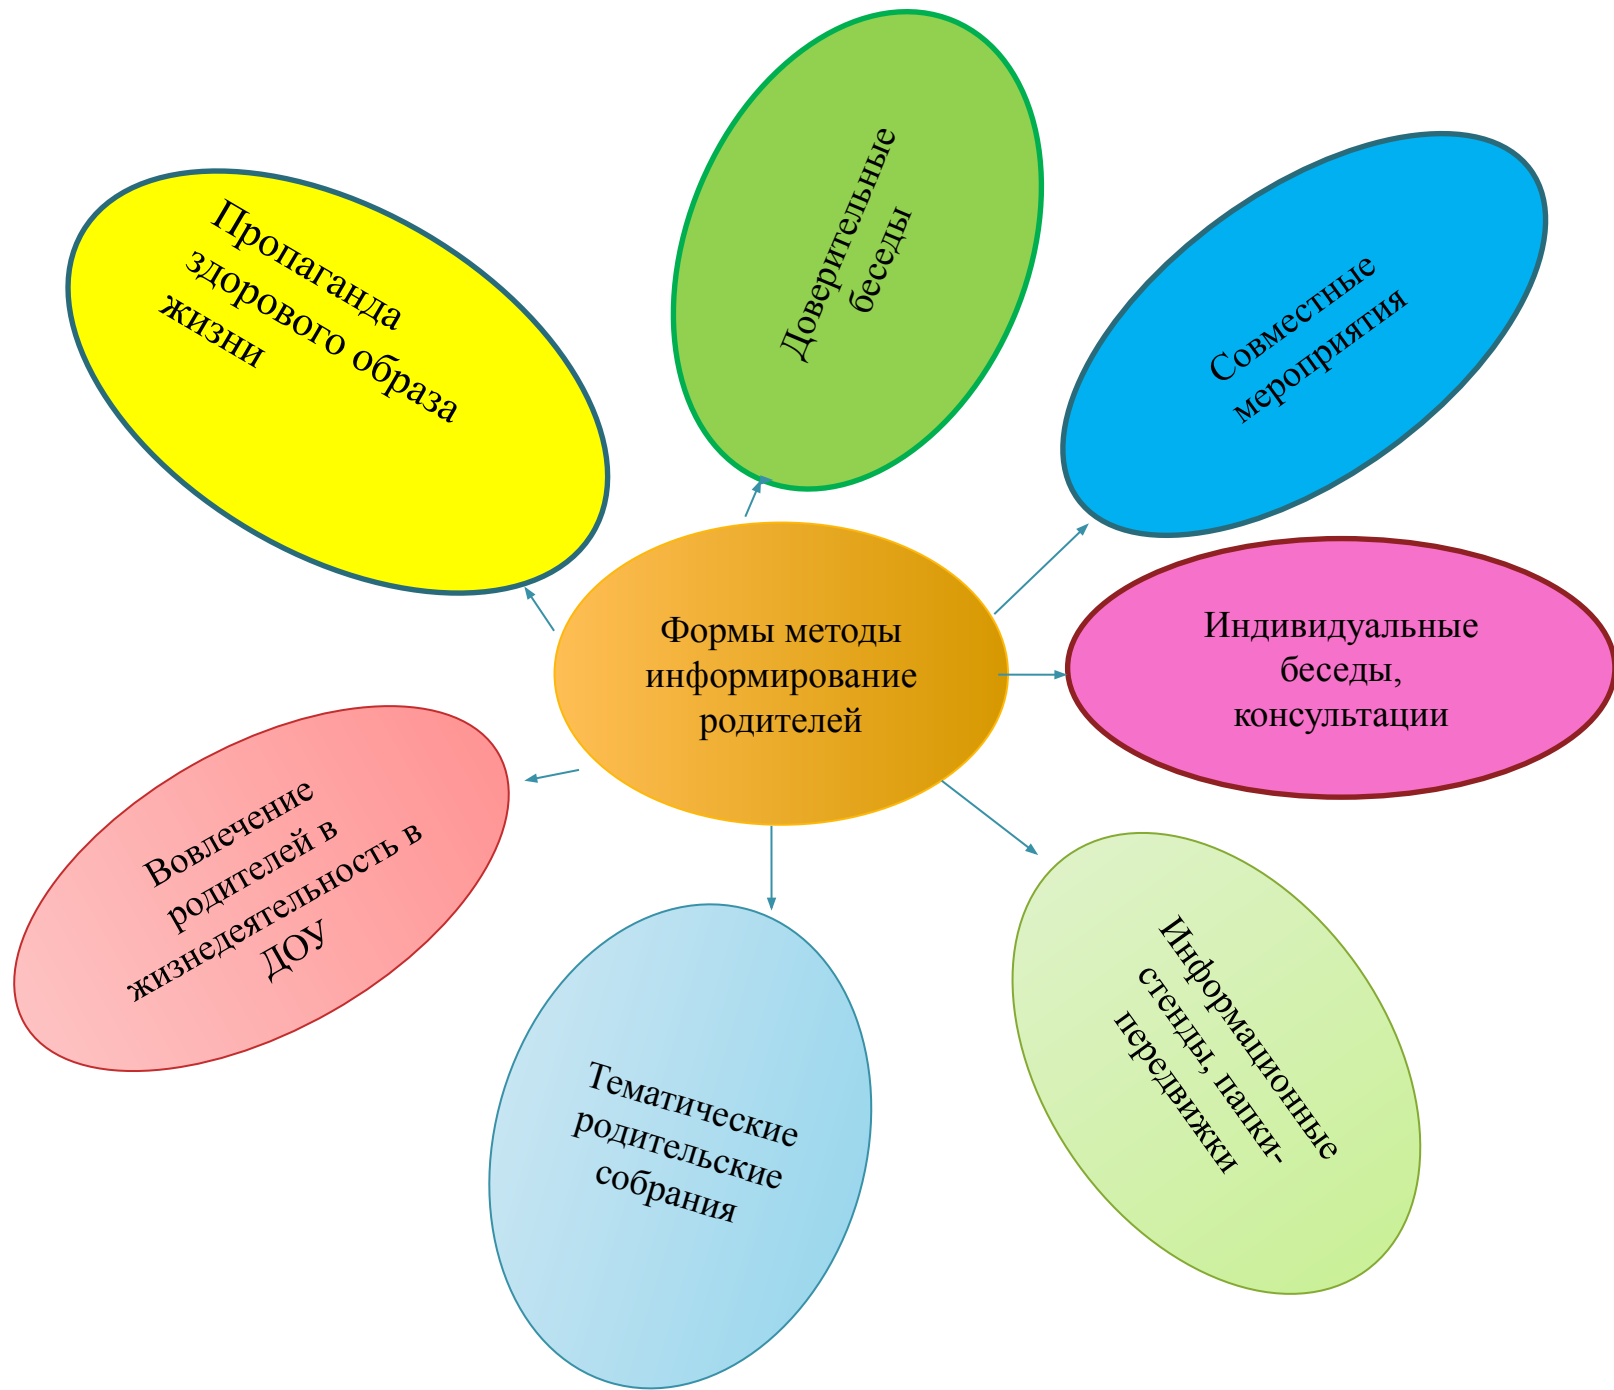 Пропаганда
здорового образа
жизни
Доверительные
беседы
Совместные
мероприятия
Формы методы
информирование
родителей
Индивидуальные
беседы,
консультации
Вовлечение
родителей в
жизнедеятельность в
ДОУ
Тематические
родительские
собрания
Информационные
стенды, папки-
передвижки